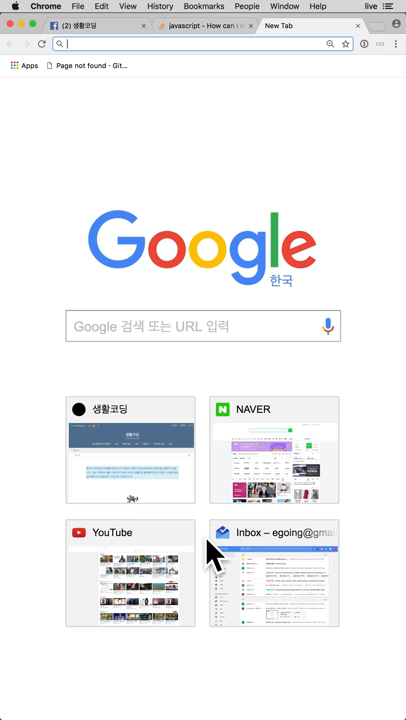 Chrome File Edit View History Bookmarks People Window Help live
(2) 생활코딩
javascript - How can I
New Tab
Apps
Page not found · Git...
Google
한국
Google 검색 또는 URL 입력
생활코딩
NAVER
YouTube
Inbox – egoing@gmai